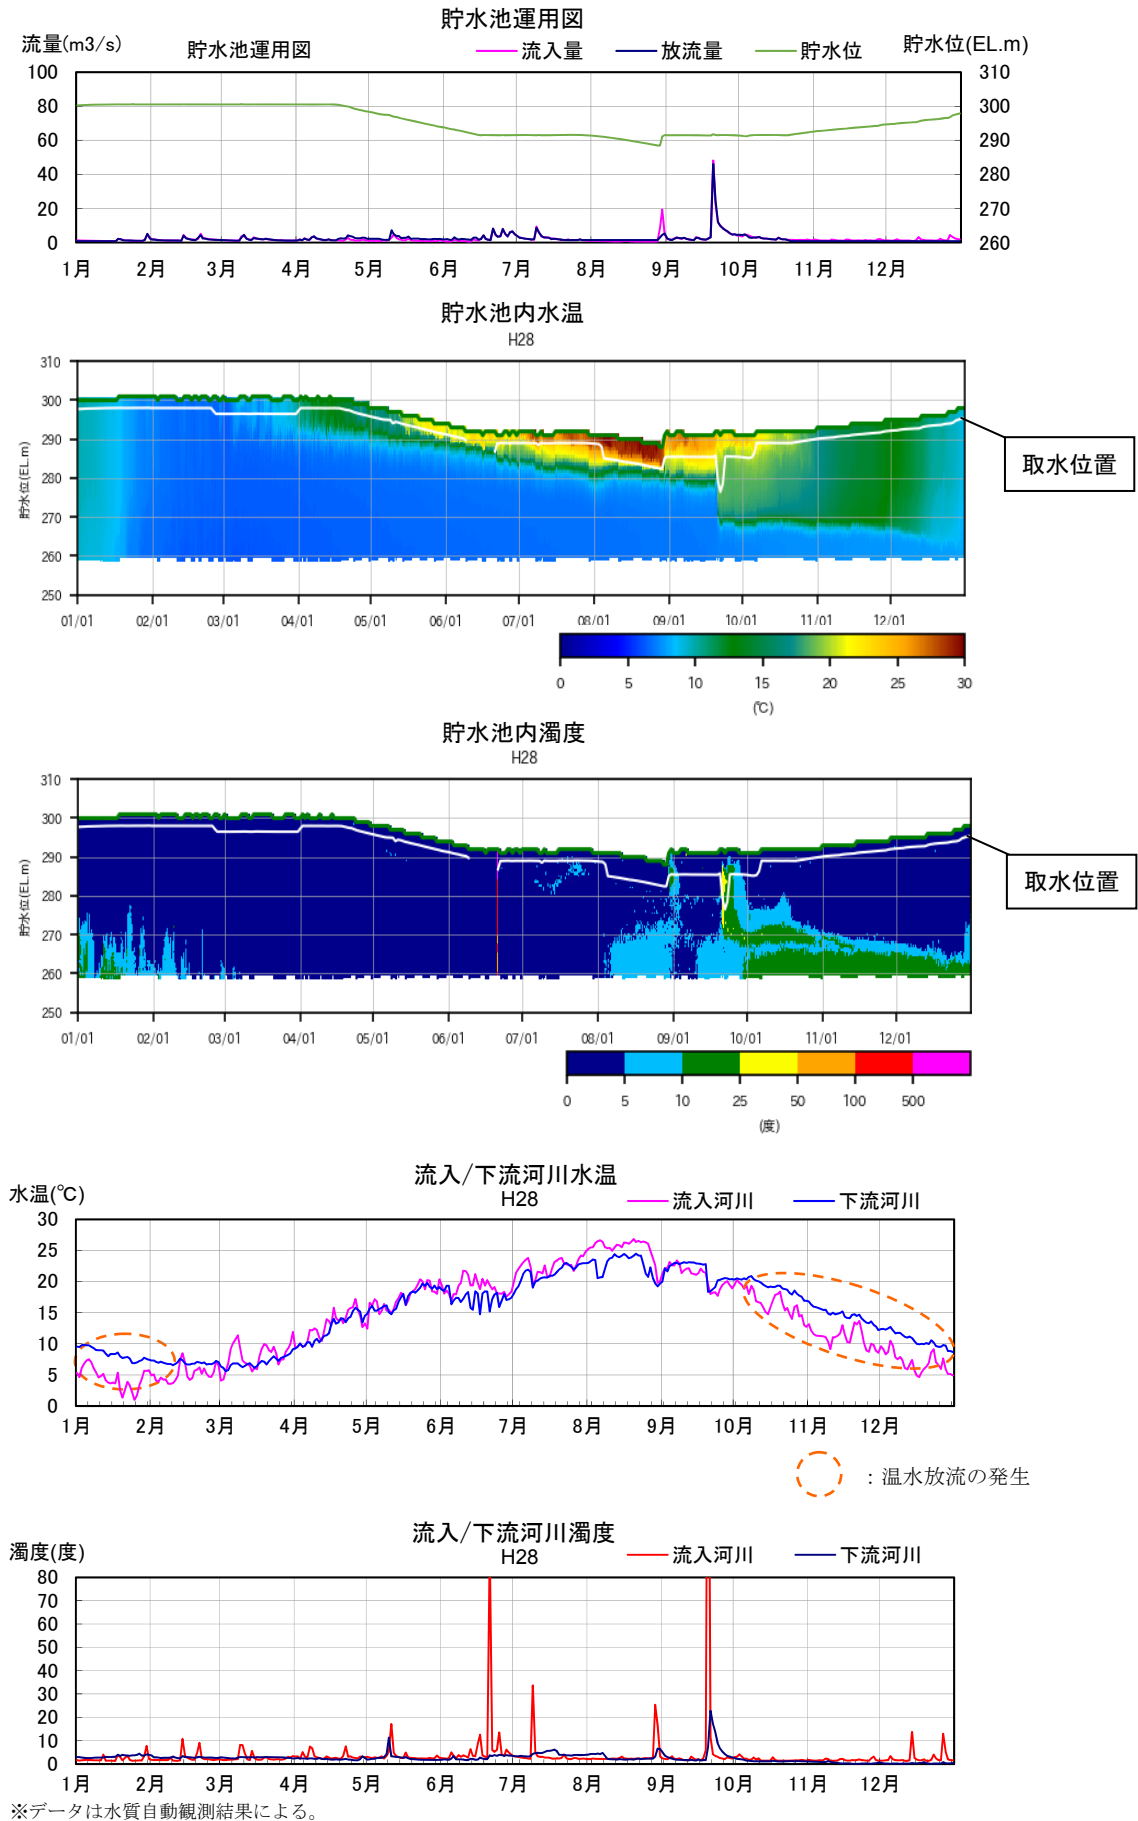 貯水池運用図
流量(m3/s)
貯水池運用図
流入量
放流量
貯水位
貯水位(EL.m)
100
80
60
40
20
0
310
300
290
280
270
260
1月 2月 3月 4月 5月 6月 7月 8月 9月 10月 11月 12月
貯水池内水温
H28
貯水位(EL.m)
310
300
290
280
270
260
250
取水位置
01/01 02/01 03/01 04/01 05/01 06/01 07/01 08/01 09/01 10/01 11/01 12/01
0 5 10 15 20 25 30
(℃)
貯水池内濁度
H28
貯水位(EL.m)
310
300
290
280
270
260
250
取水位置
01/01 02/01 03/01 04/01 05/01 06/01 07/01 08/01 09/01 10/01 11/01 12/01
0 5 10 25 50 100 500
(度)
流入/下流河川水温
水温(℃)
H28
流入河川
下流河川
30
25
20
15
10
5
0
1月 2月 3月 4月 5月 6月 7月 8月 9月 10月 11月 12月
：温水放流の発生
流入/下流河川濁度
濁度(度)
H28
流入河川
下流河川
80
70
60
50
40
30
20
10
0
1月 2月 3月 4月 5月 6月 7月 8月 9月 10月 11月 12月
※データは水質自動観測結果による。